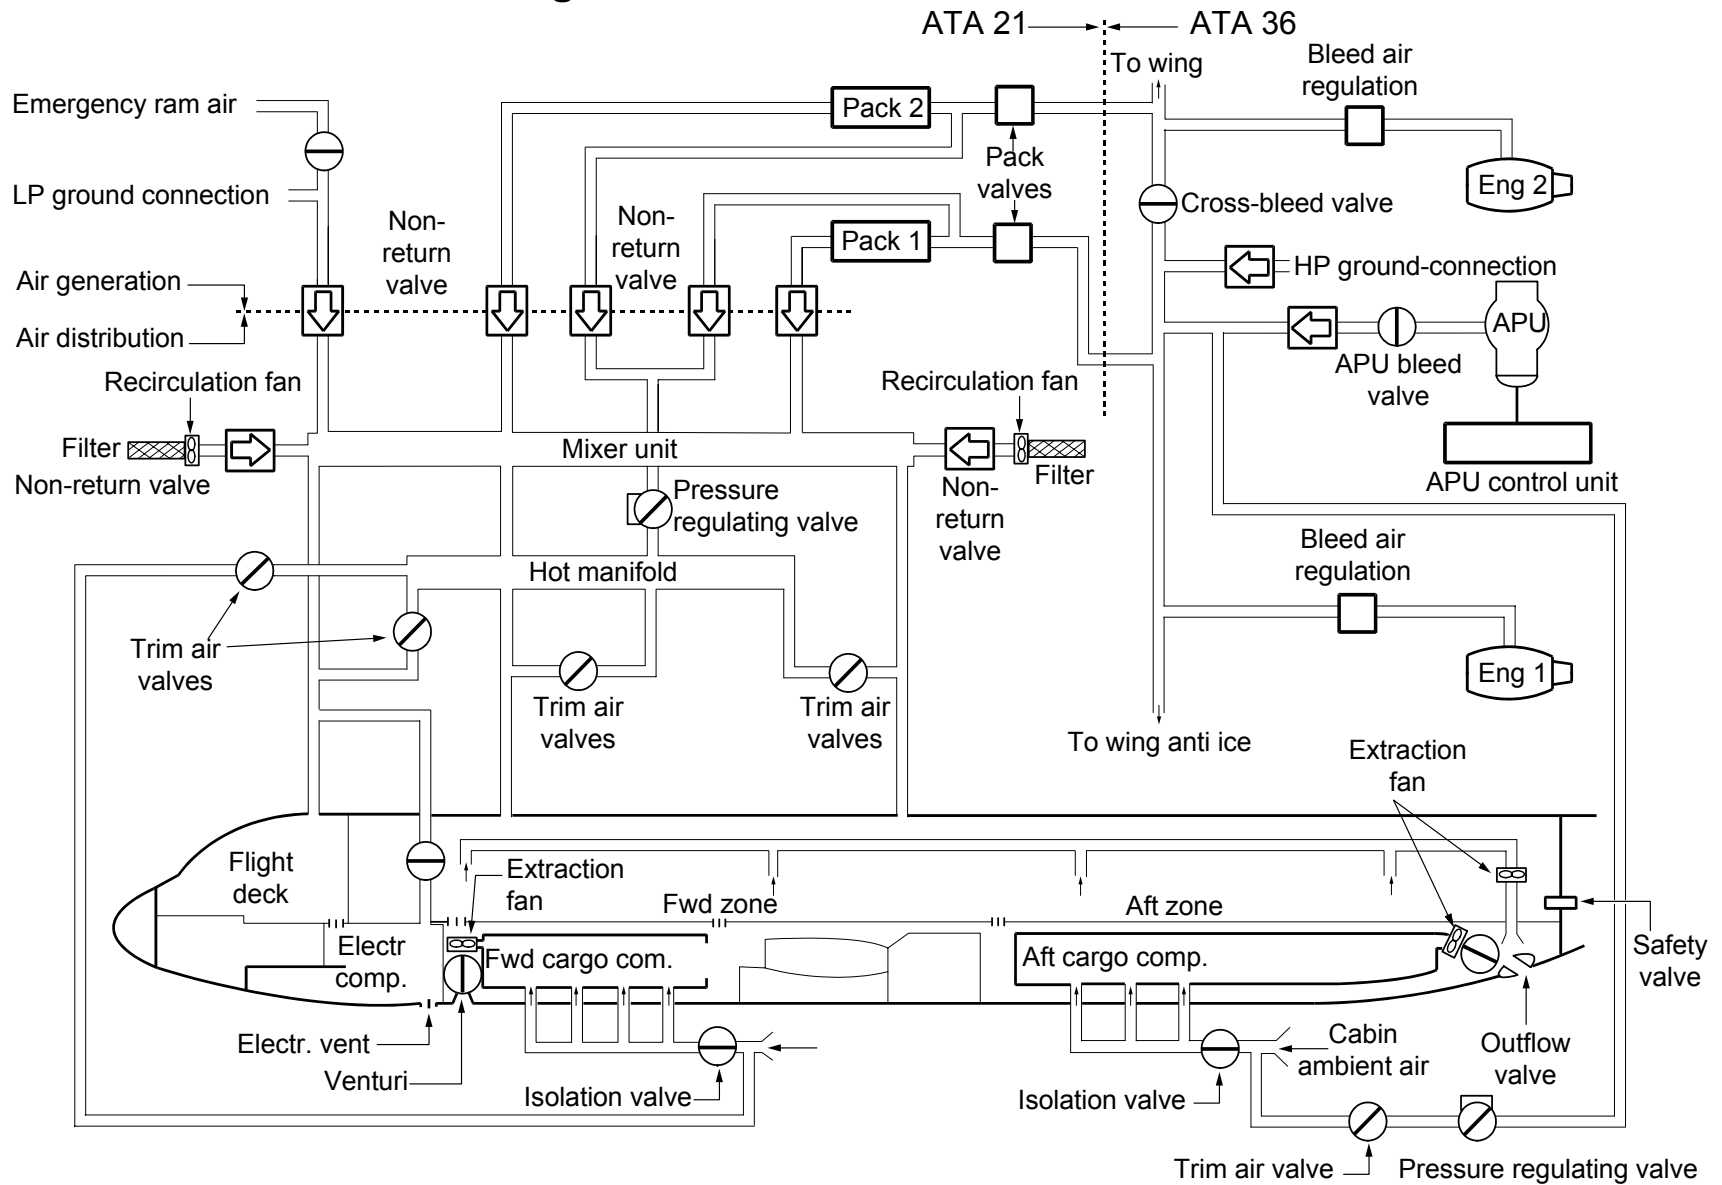 g
ATA 21
ATA 36
To wing
Bleed air
regulation
Emergency ram air
Pack 2
Pack
valves
Eng 2
LP ground connection
Non-
return
valve
Non-
return
valve
Cross-bleed valve
Pack 1
HP ground-connection
Air generation
Air distribution
APU
APU bleed
valve
Recirculation fan
Recirculation fan
Filter
Non-return valve
Mixer unit
Non-
return
valve
Filter
APU control unit
Pressure
regulating valve
Bleed air
regulation
Hot manifold
Trim air
valves
Trim air
valves
Trim air
valves
Eng 1
To wing anti ice
Extraction
fan
Flight
deck
Extraction
fan
Fwd zone
Aft zone
Electr
comp.
Fwd cargo com.
Aft cargo comp.
Safety
valve
Electr. vent
Venturi
Isolation valve
Cabin
ambient air
Isolation valve
Outflow
valve
Trim air valve
Pressure regulating valve